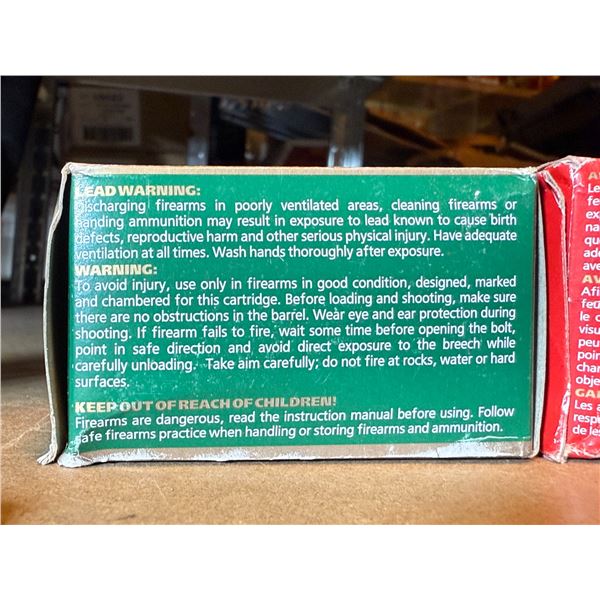 LEAD WARNING:
discharging firearms in poorly ventilated areas, cleaning firearms or
handing ammunition may result in exposure to lead known to cause birth
defects, reproductive harm and other serious physical injury. Have adequate
ventilation at all times. Wash hands thoroughly after exposure.
WARNING:
To avoid injury, use only in firearms in good condition, designed, marked
and chambered for this cartridge. Before loading and shooting, make sure
there are no obstructions in the barrel. Wear eye and ear protection during
shooting. If firearm fails to fire, wait some time before opening the bolt,
point in safe direction and avoid direct exposure to the breech while
carefully unloading. Take aim carefully; do not fire at rocks, water or hard
surfaces.
KEEP OUT OF REACH OF CHILDREN!
Firearms are dangerous, read the instruction manual before using. Follow
safe firearms practice when handling or storing firearms and ammunition.